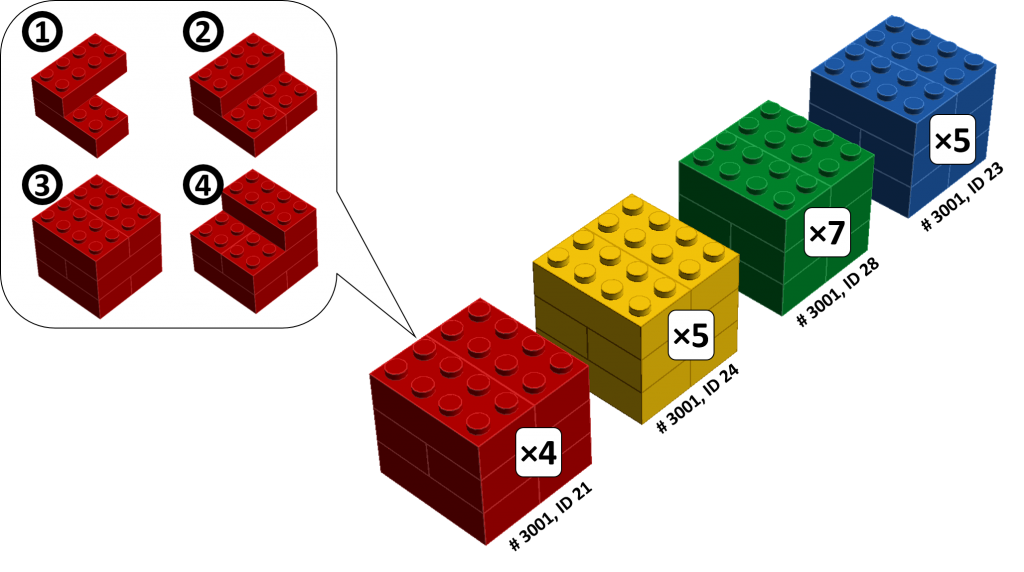 1
2
3
4
×5
# 3001, ID 23
×7
# 3001, ID 28
×5
# 3001, ID 24
×4
# 3001, ID 21